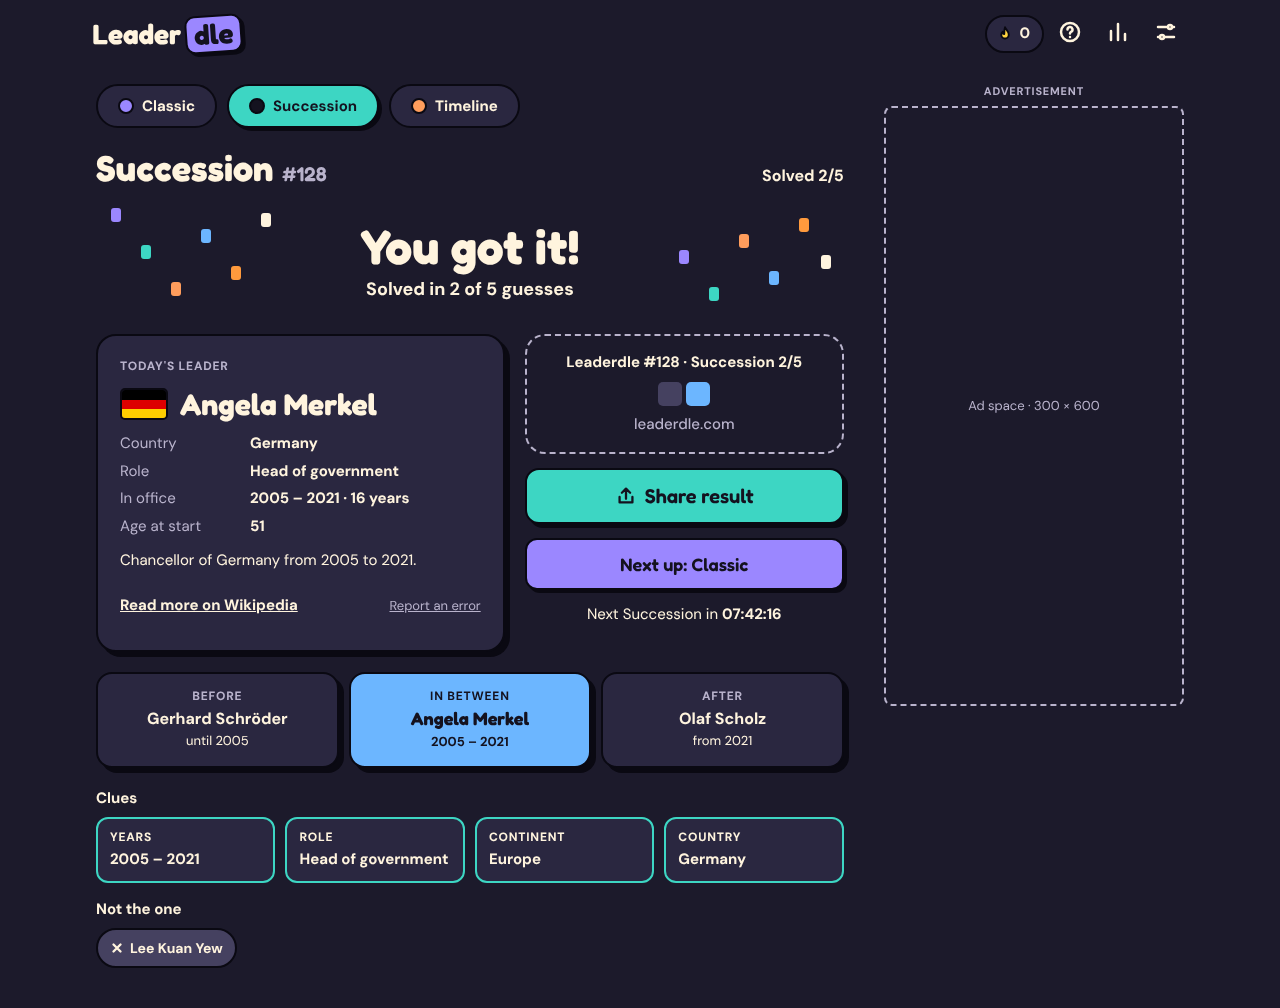 Leader dle
0
Classic
Succession
Timeline
ADVERTISEMENT
Succession #128
Solved 2/5
You got it!
Solved in 2 of 5 guesses
TODAY'S LEADER
Angela Merkel
Country Germany
Role Head of government
In office 2005 – 2021 · 16 years
Age at start 51
Chancellor of Germany from 2005 to 2021.
Read more on Wikipedia
Report an error
Leaderdle #128 · Succession 2/5
leaderdle.com
Share result
Next up: Classic
Next Succession in 07:42:16
Ad space · 300 × 600
BEFORE
Gerhard Schröder
until 2005
IN BETWEEN
Angela Merkel
2005 – 2021
AFTER
Olaf Scholz
from 2021
Clues
YEARS
2005 – 2021
ROLE
Head of government
CONTINENT
Europe
COUNTRY
Germany
Not the one
✕ Lee Kuan Yew